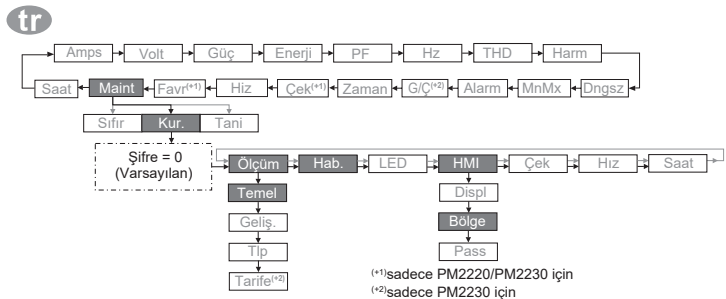 tr
Amps Volt Güç Enerji PF Hz THD Harm
Saat Maint Favr(+1) Hiz Çek(+1) Zaman G/Ç(+2) Alarm MnMx Dngsz
Sıfır Kur. Tani
Şifre = 0
(Varsayılan)
Ölçüm Hab. LED HMI Çek Hız Saat
Temel Displ
Geliş. Bölge
Tlp Pass
Tarife(+2)
(+1)sadece PM2220/PM2230 için
(+2)sadece PM2230 için